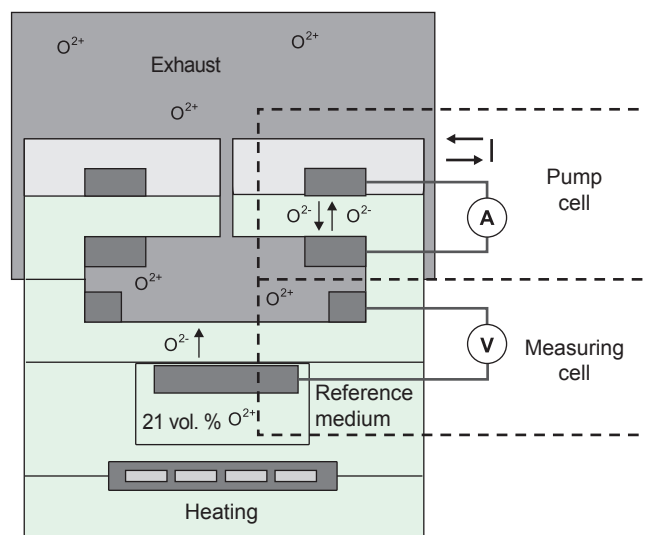 O²⁺
O²⁺
Exhaust
O²⁺
I
Pump
cell
O²⁻ O²⁻
A
O²⁺
O²⁺
V
O²⁻
Measuring
cell
Reference
medium
21 vol. % O²⁺
Heating